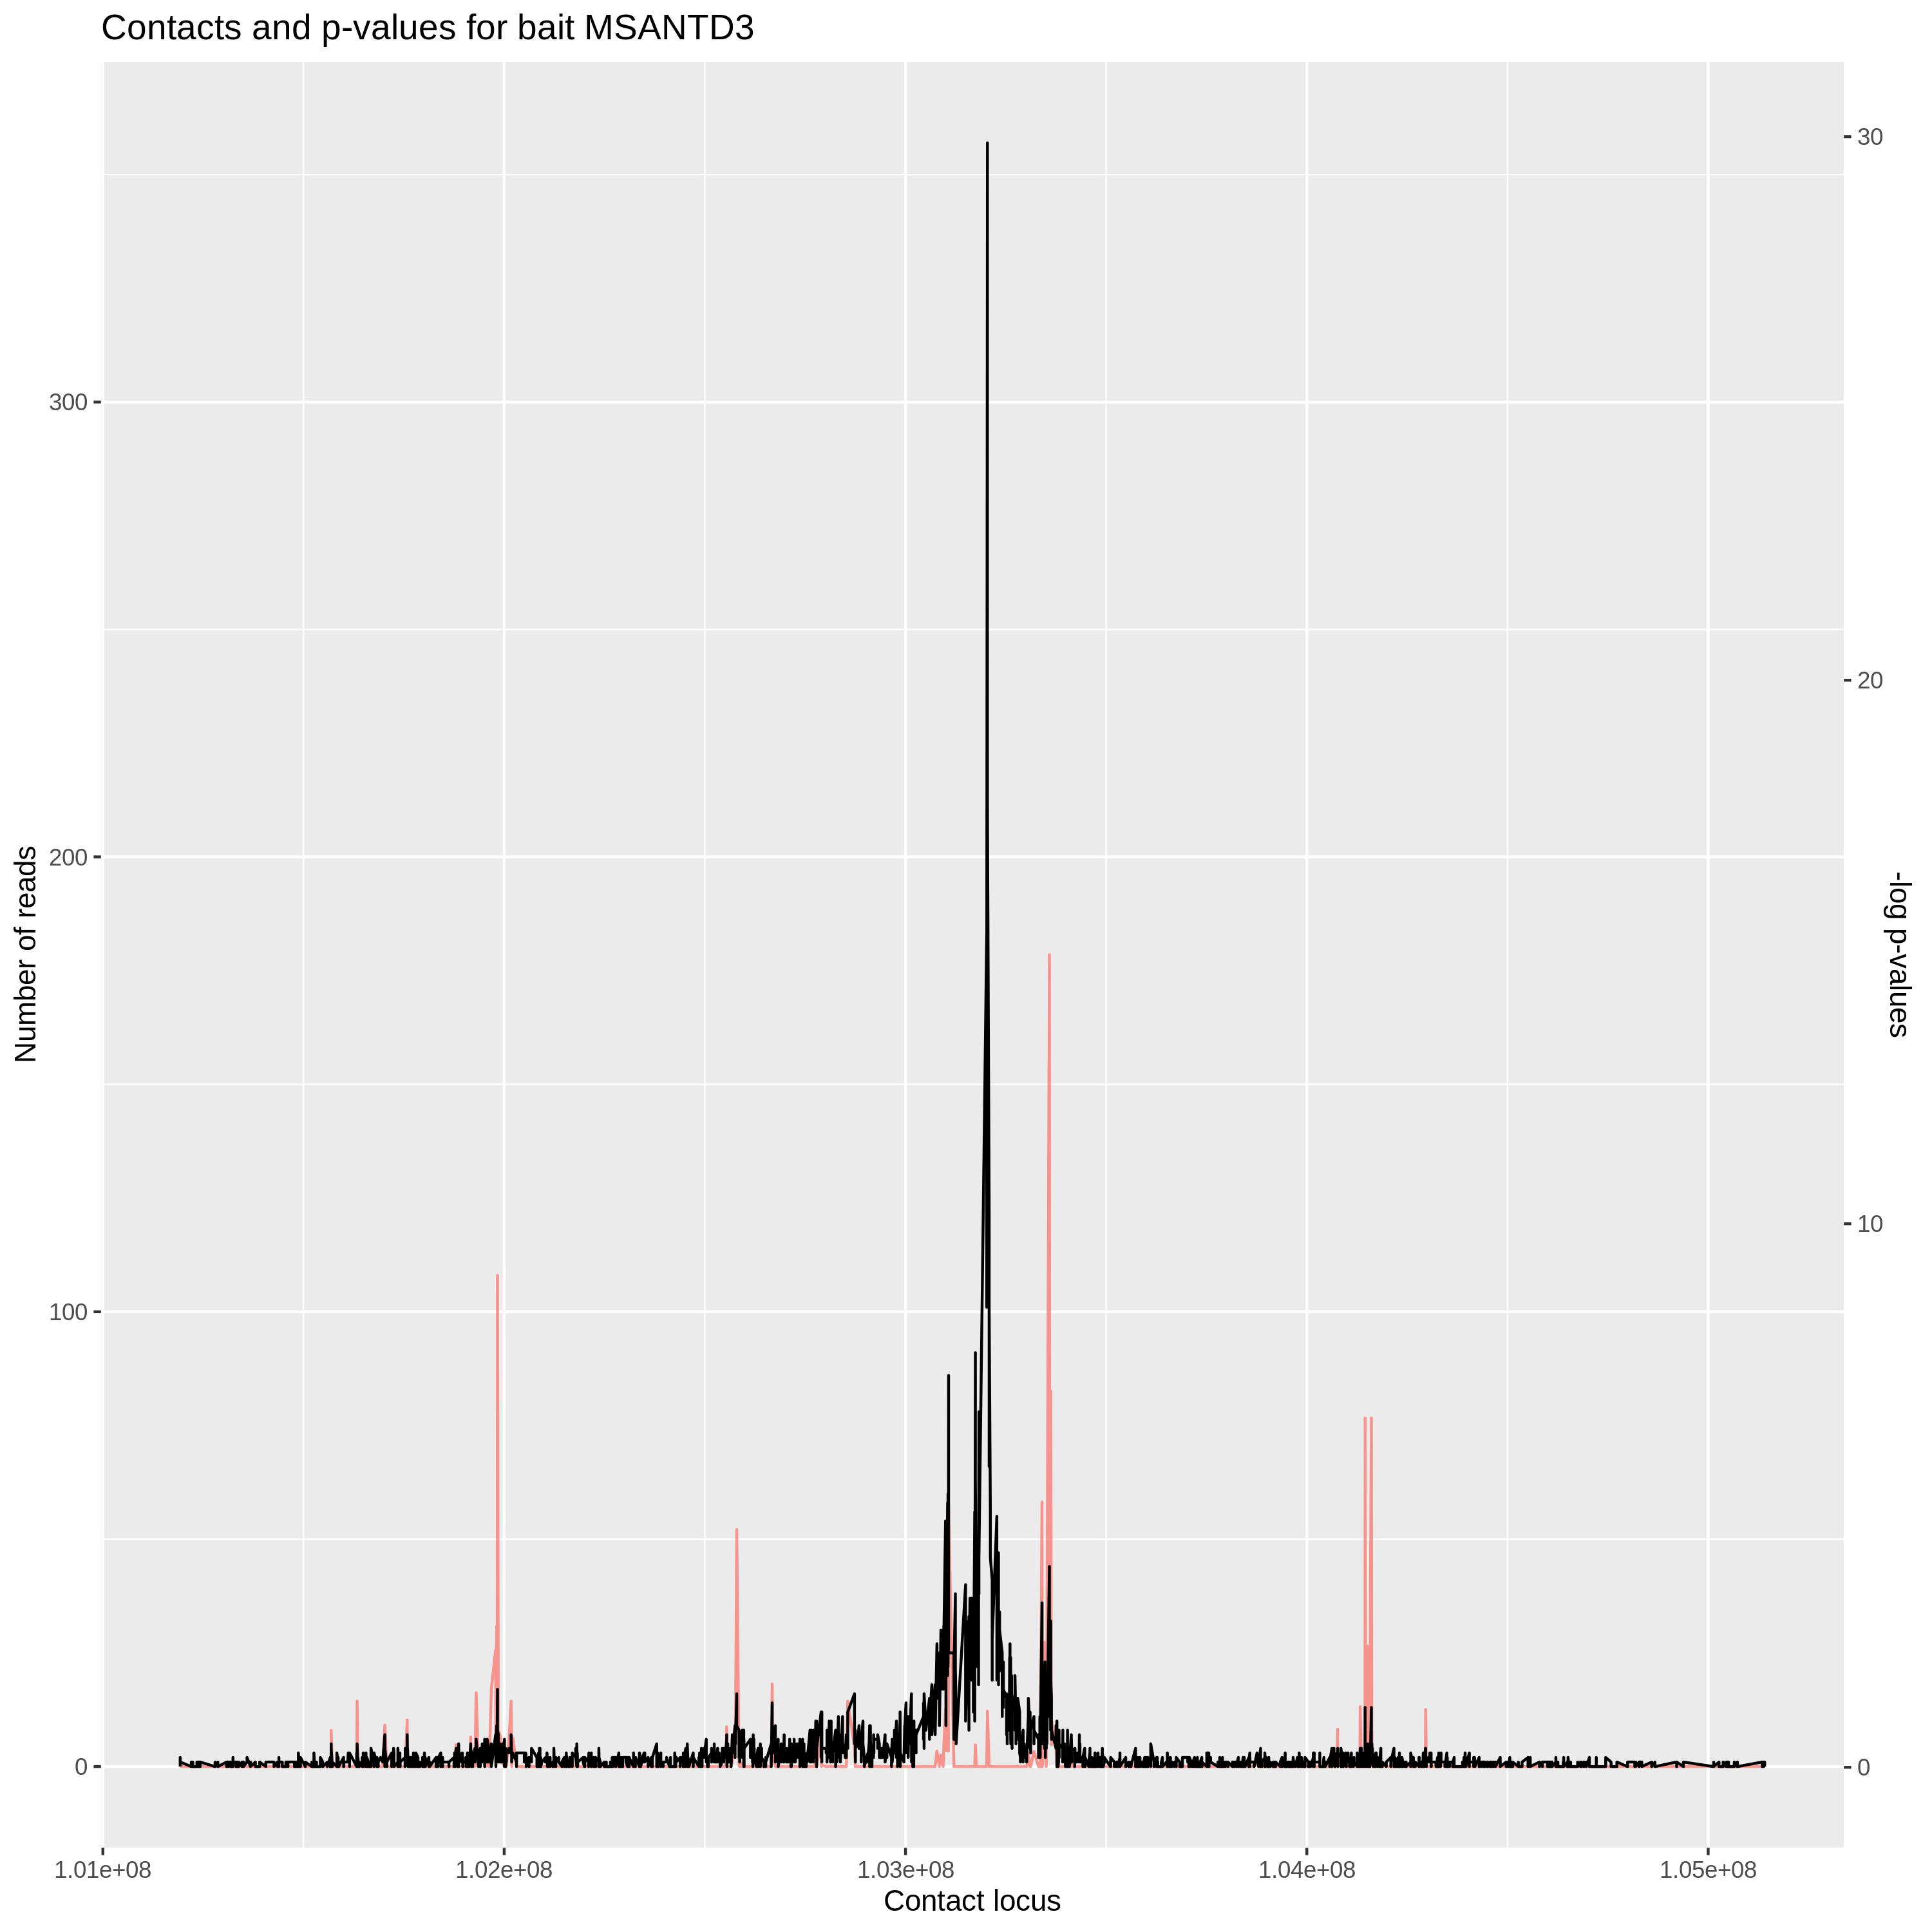 Contacts and p-values for bait MSANTD3
Number of reads
300
200
100
0
30
20
10
0
-log p-values
1.01e+08
1.02e+08
1.03e+08
1.04e+08
1.05e+08
Contact locus